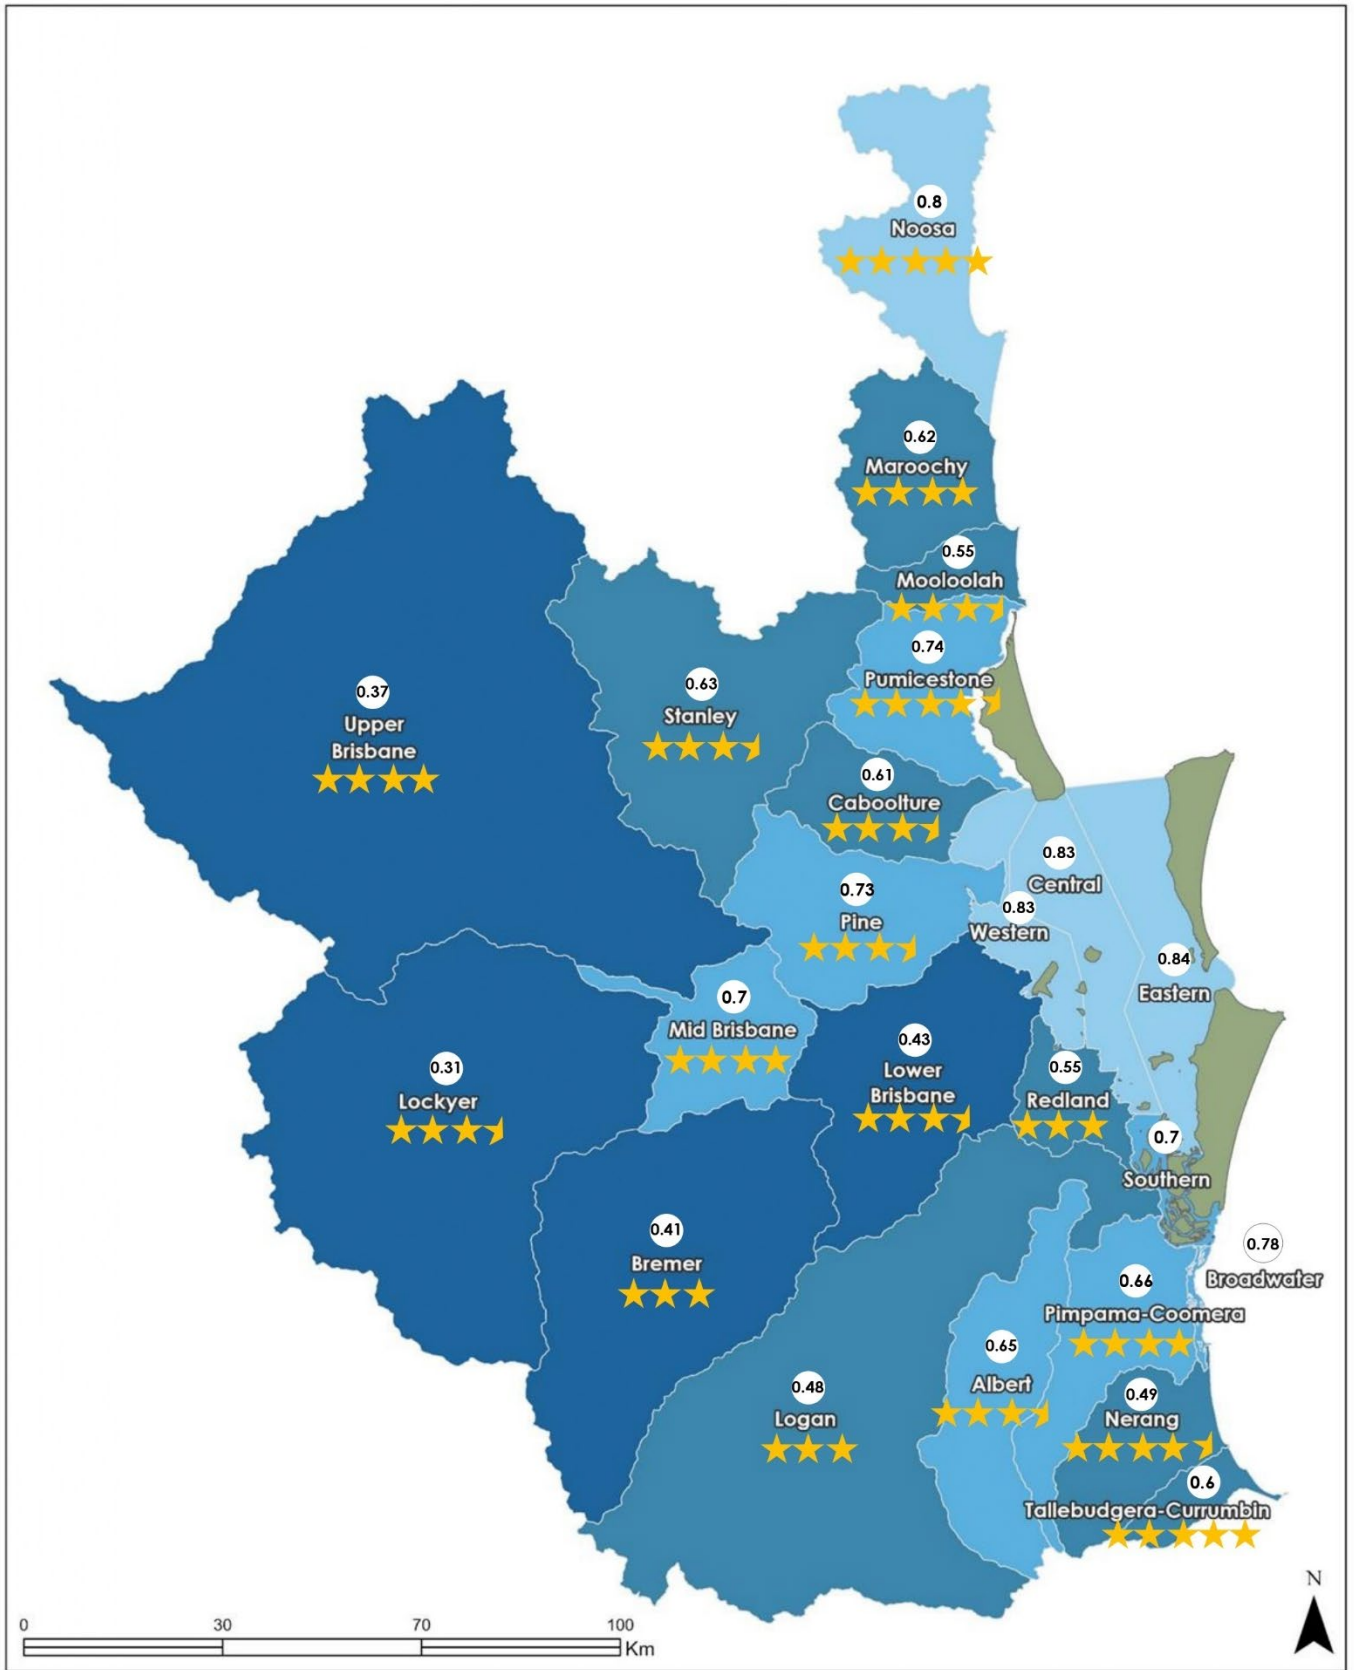 0.8
Noosa
0.62
Maroochy
0.55
Mooloolah
0.74
Pumicestone
0.37
Upper
Brisbane
0.63
Stanley
0.61
Caboolture
0.83
Central
0.73
Pine
0.83
Western
0.84
Eastern
0.7
Mid Brisbane
0.43
Lower
Brisbane
0.31
Lockyer
0.55
Redland
0.7
Southern
0.41
Bremer
0.78
Broadwater
0.66
Pimpama-Coomera
0.65
Albert
0.48
Logan
0.49
Nerang
0.6
Tallebudgera-Currumbin
N
0 30 70 100
Km